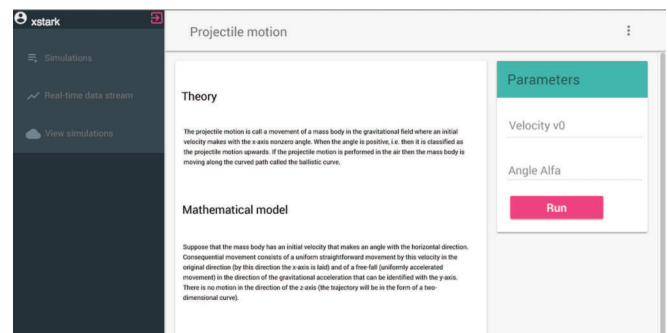 xstark
Simulations
Real-time data stream
View simulations
Projectile motion
Theory
The projectile motion is call a movement of a mass body in the gravitational field where an initial
velocity makes with the x-axis nonzero angle. When the angle is positive, i.e. then it is classified as
the projectile motion upwards. If the projectile motion is performed in the air then the mass body is
moving along the curved path called the ballistic curve.
Mathematical model
Suppose that the mass body has an initial velocity that makes an angle with the horizontal direction.
Consequential movement consists of a uniform straightforward movement by this velocity in the
original direction (by this direction the x-axis is laid) and of a free-fall (uniformly accelerated
movement) in the direction of the gravitational acceleration that can be identified with the y-axis.
There is no motion in the direction of the z-axis (the trajectory will be in the form of a two-
dimensional curve).
Parameters
Velocity v0
Angle Alfa
Run